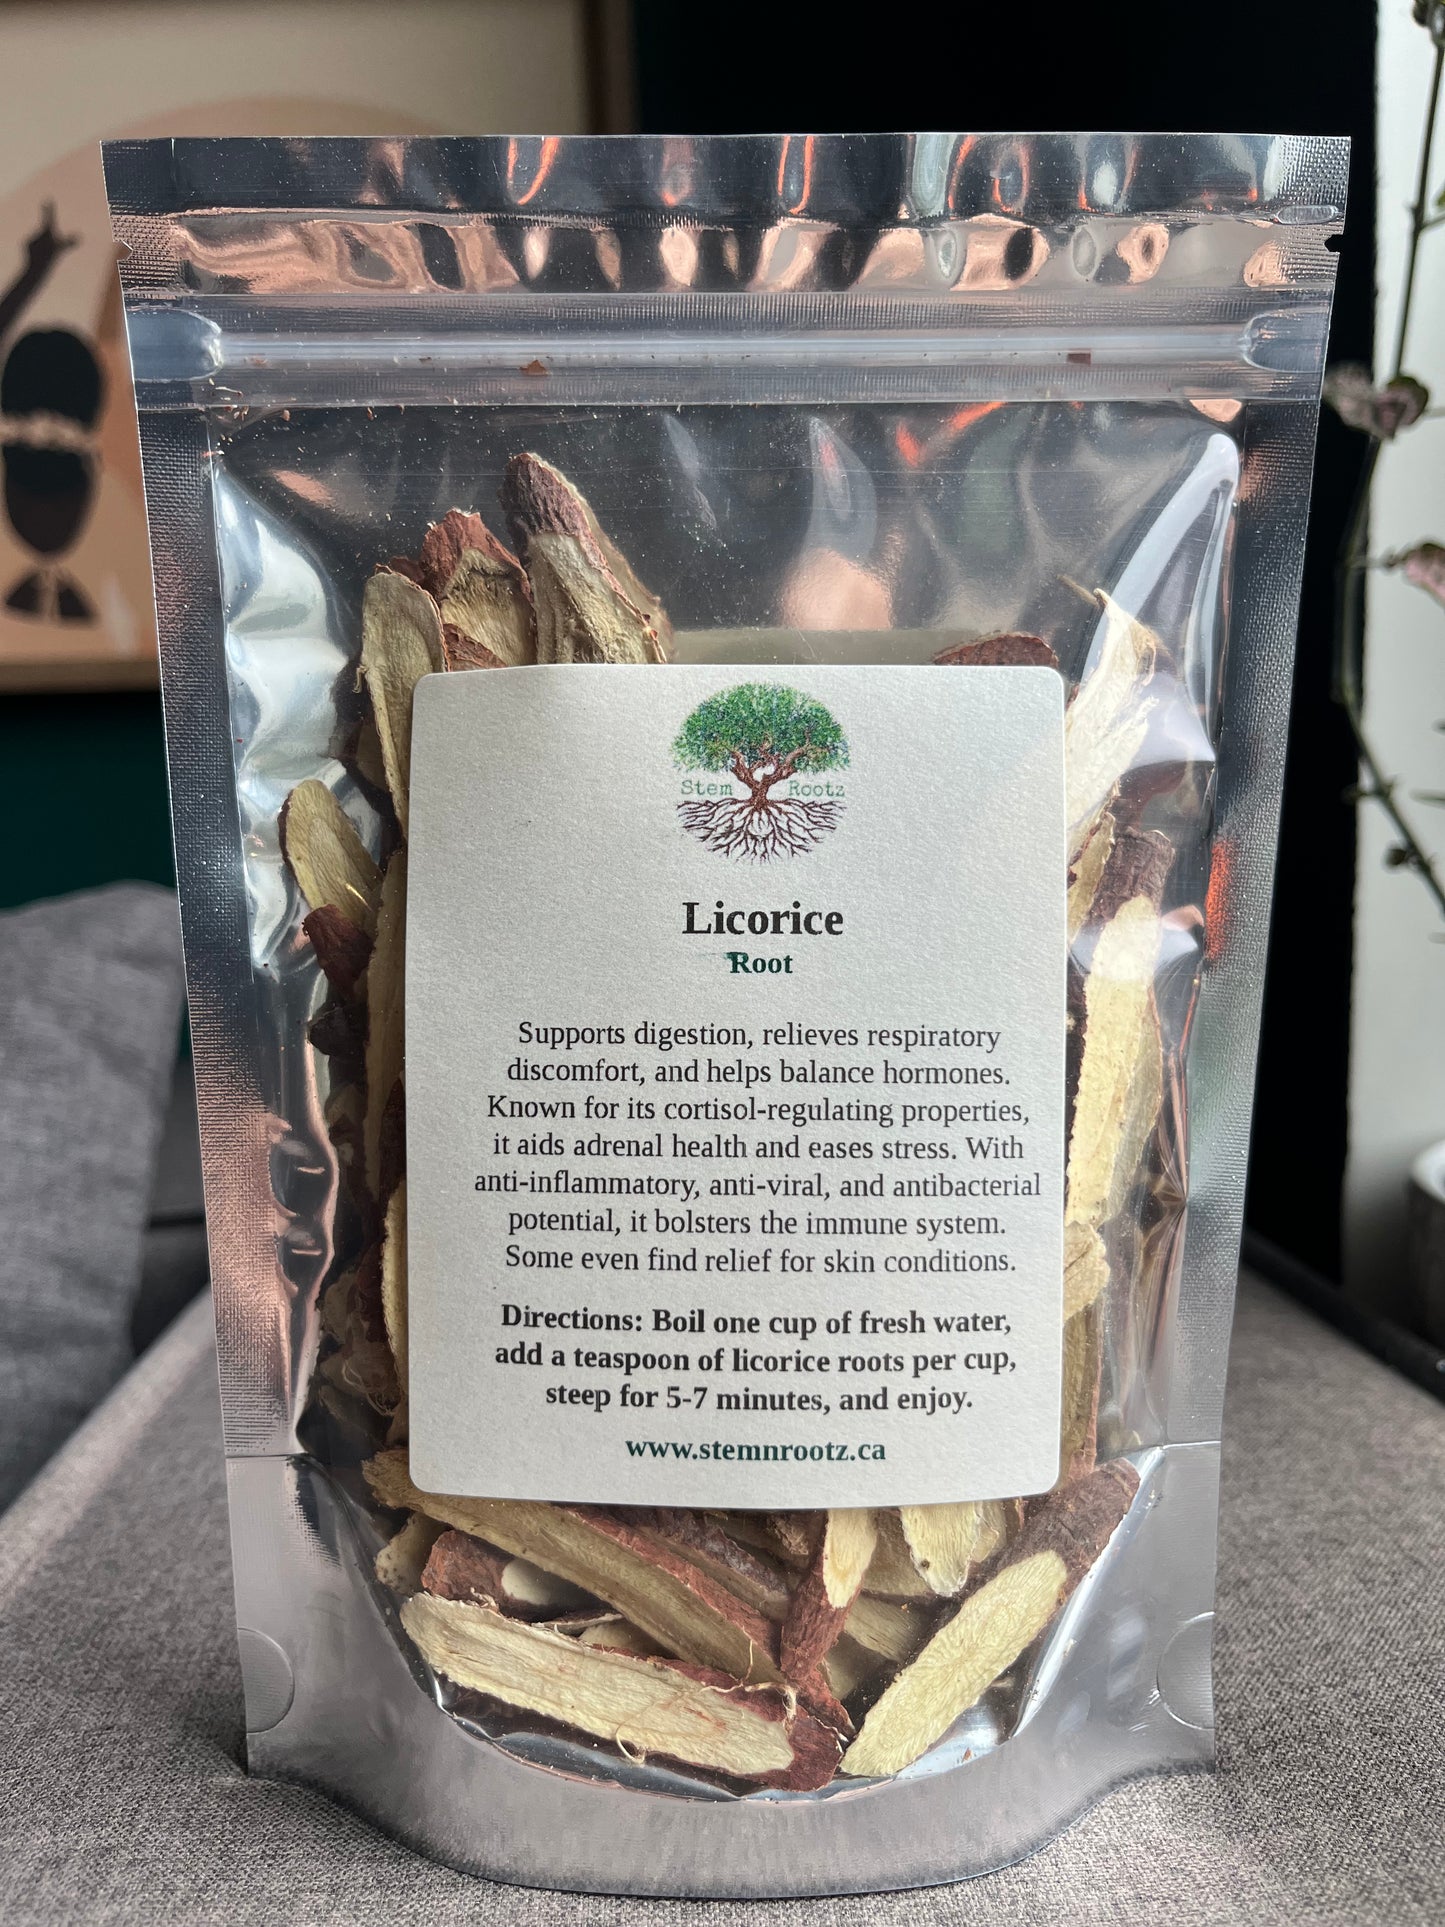 Stem Rootz
Licorice
Root
Supports digestion, relieves respiratory
discomfort, and helps balance hormones.
Known for its cortisol-regulating properties,
it aids adrenal health and eases stress. With
anti-inflammatory, anti-viral, and antibacterial
potential, it bolsters the immune system.
Some even find relief for skin conditions.
Directions: Boil one cup of fresh water,
add a teaspoon of licorice roots per cup,
steep for 5-7 minutes, and enjoy.
www.stemnrootz.ca